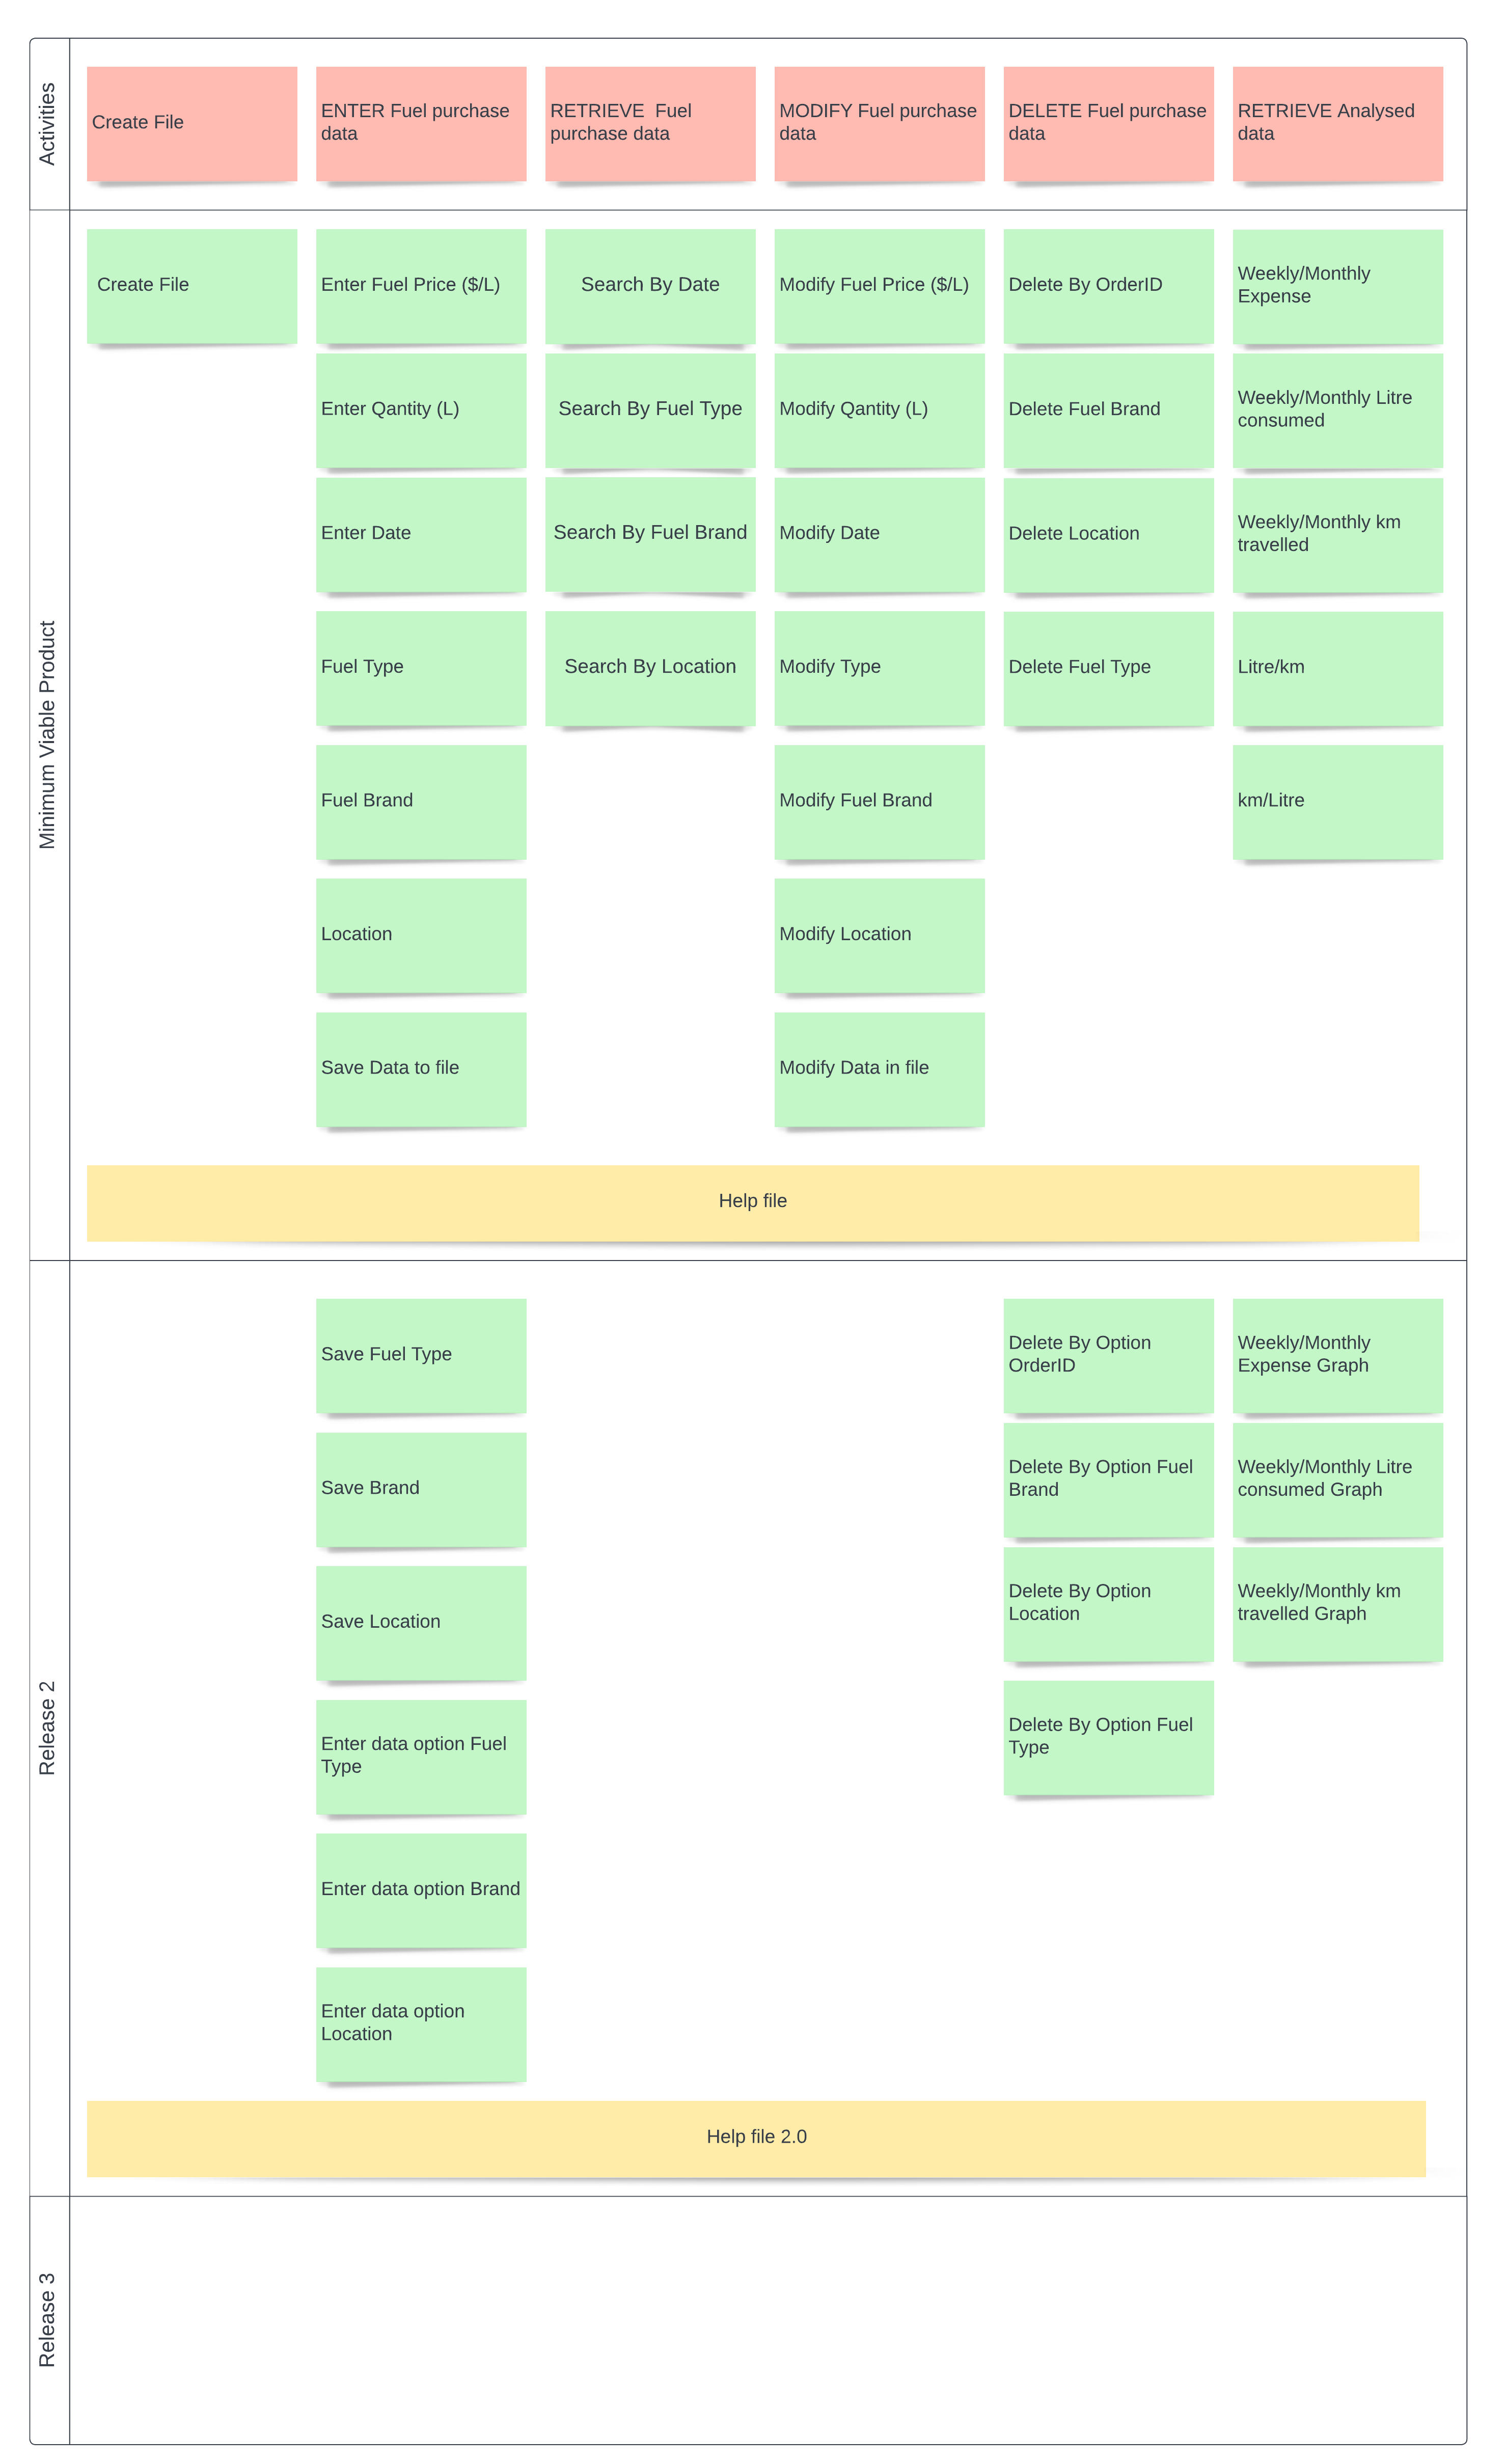 Activities
Create File
ENTER Fuel purchase
data
RETRIEVE  Fuel
purchase data
MODIFY Fuel purchase
data
DELETE Fuel purchase
data
RETRIEVE Analysed
data
Minimum Viable Product
Create File
Enter Fuel Price ($/L)
Search By Date
Modify Fuel Price ($/L)
Delete By OrderID
Weekly/Monthly
Expense
Enter Qantity (L)
Search By Fuel Type
Modify Qantity (L)
Delete Fuel Brand
Weekly/Monthly Litre
consumed
Enter Date
Search By Fuel Brand
Modify Date
Delete Location
Weekly/Monthly km
travelled
Fuel Type
Search By Location
Modify Type
Delete Fuel Type
Litre/km
Fuel Brand
Modify Fuel Brand
km/Litre
Location
Modify Location
Save Data to file
Modify Data in file
Help file
Release 2
Save Fuel Type
Delete By Option
OrderID
Weekly/Monthly
Expense Graph
Save Brand
Delete By Option Fuel
Brand
Weekly/Monthly Litre
consumed Graph
Save Location
Delete By Option
Location
Weekly/Monthly km
travelled Graph
Enter data option Fuel
Type
Delete By Option Fuel
Type
Enter data option Brand
Enter data option
Location
Help file 2.0
Release 3